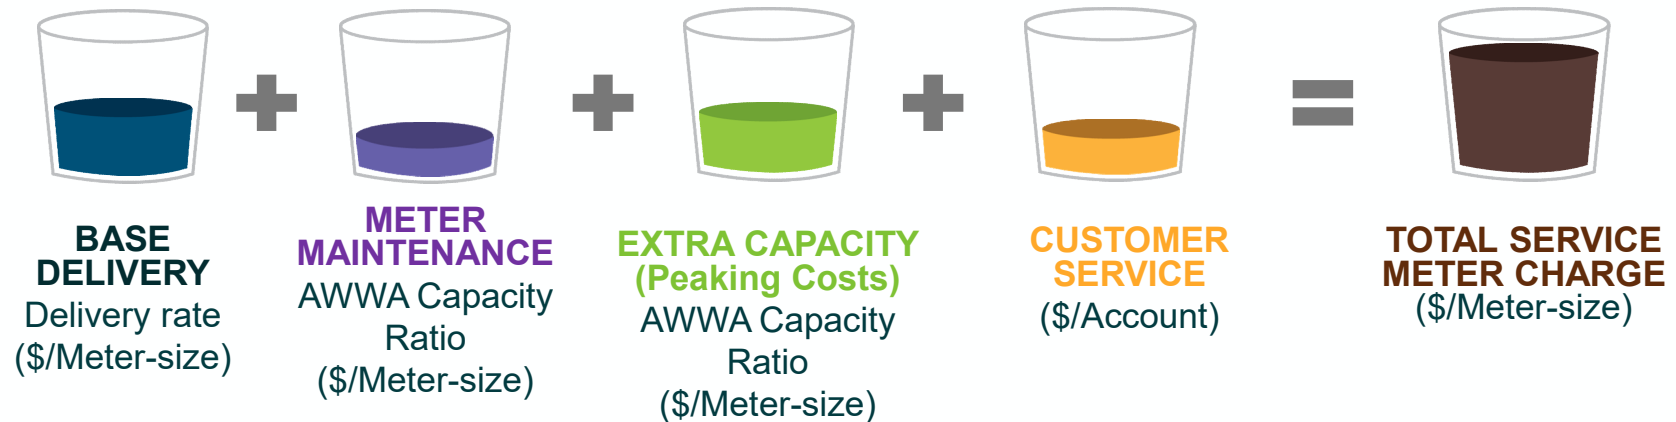 BASE
DELIVERY
Delivery rate
($/Meter-size)
METER
MAINTENANCE
AWWA Capacity
Ratio
($/Meter-size)
EXTRA CAPACITY
(Peaking Costs)
AWWA Capacity
Ratio
($/Meter-size)
CUSTOMER
SERVICE
($/Account)
TOTAL SERVICE
METER CHARGE
($/Meter-size)